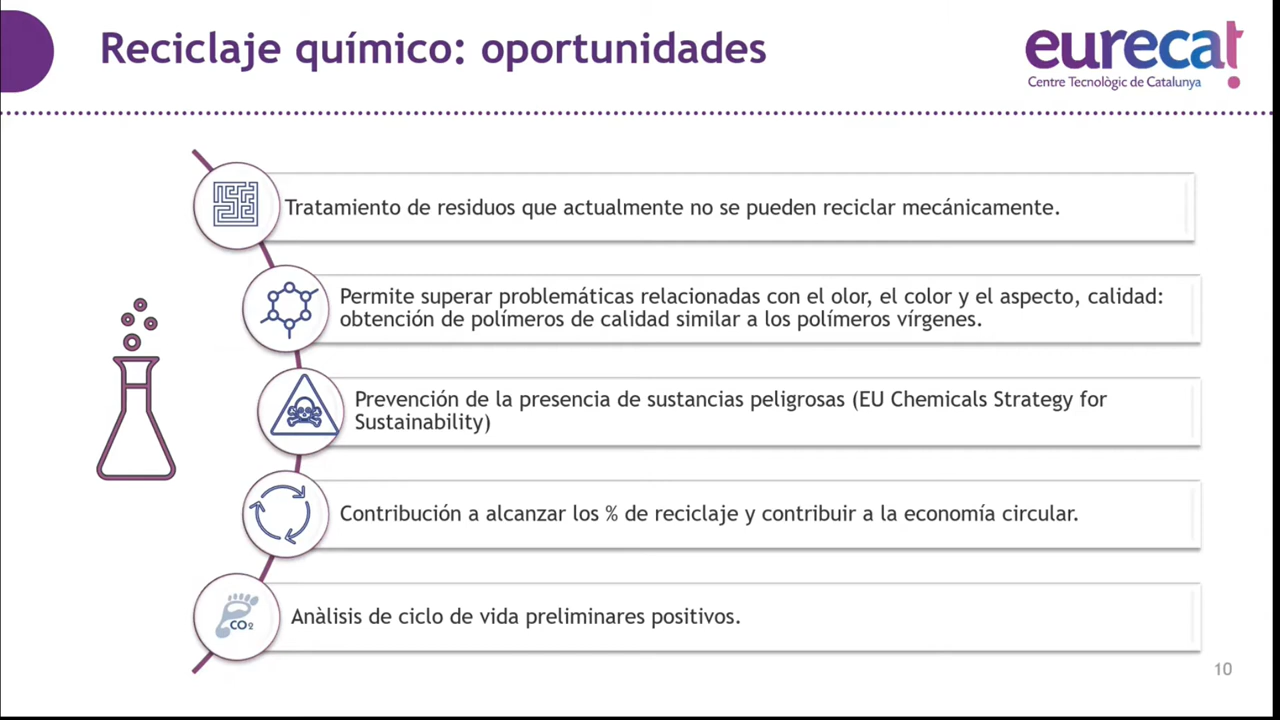 Reciclaje químico: oportunidades
eurecat
Centre Tecnològic de Catalunya
Tratamiento de residuos que actualmente no se pueden reciclar mecánicamente.
Permite superar problemáticas relacionadas con el olor, el color y el aspecto, calidad:
obtención de polímeros de calidad similar a los polímeros vírgenes.
Prevención de la presencia de sustancias peligrosas (EU Chemicals Strategy for
Sustainability)
Contribución a alcanzar los % de reciclaje y contribuir a la economía circular.
CO2
Anàlisis de ciclo de vida preliminares positivos.
10